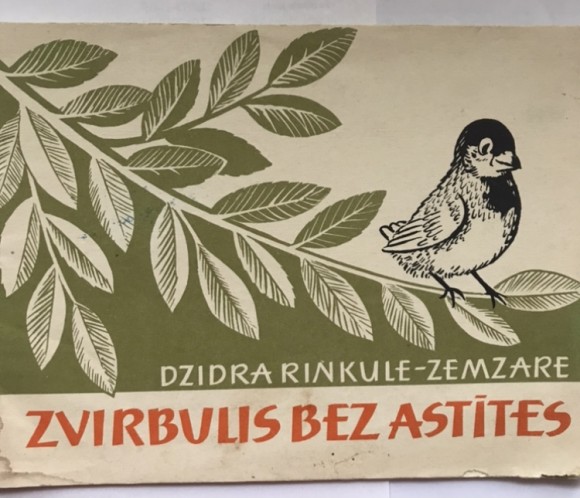 DZIDRA RINKULE-ZEMZARE
ZVIRBULIS BEZ ASTĪTES